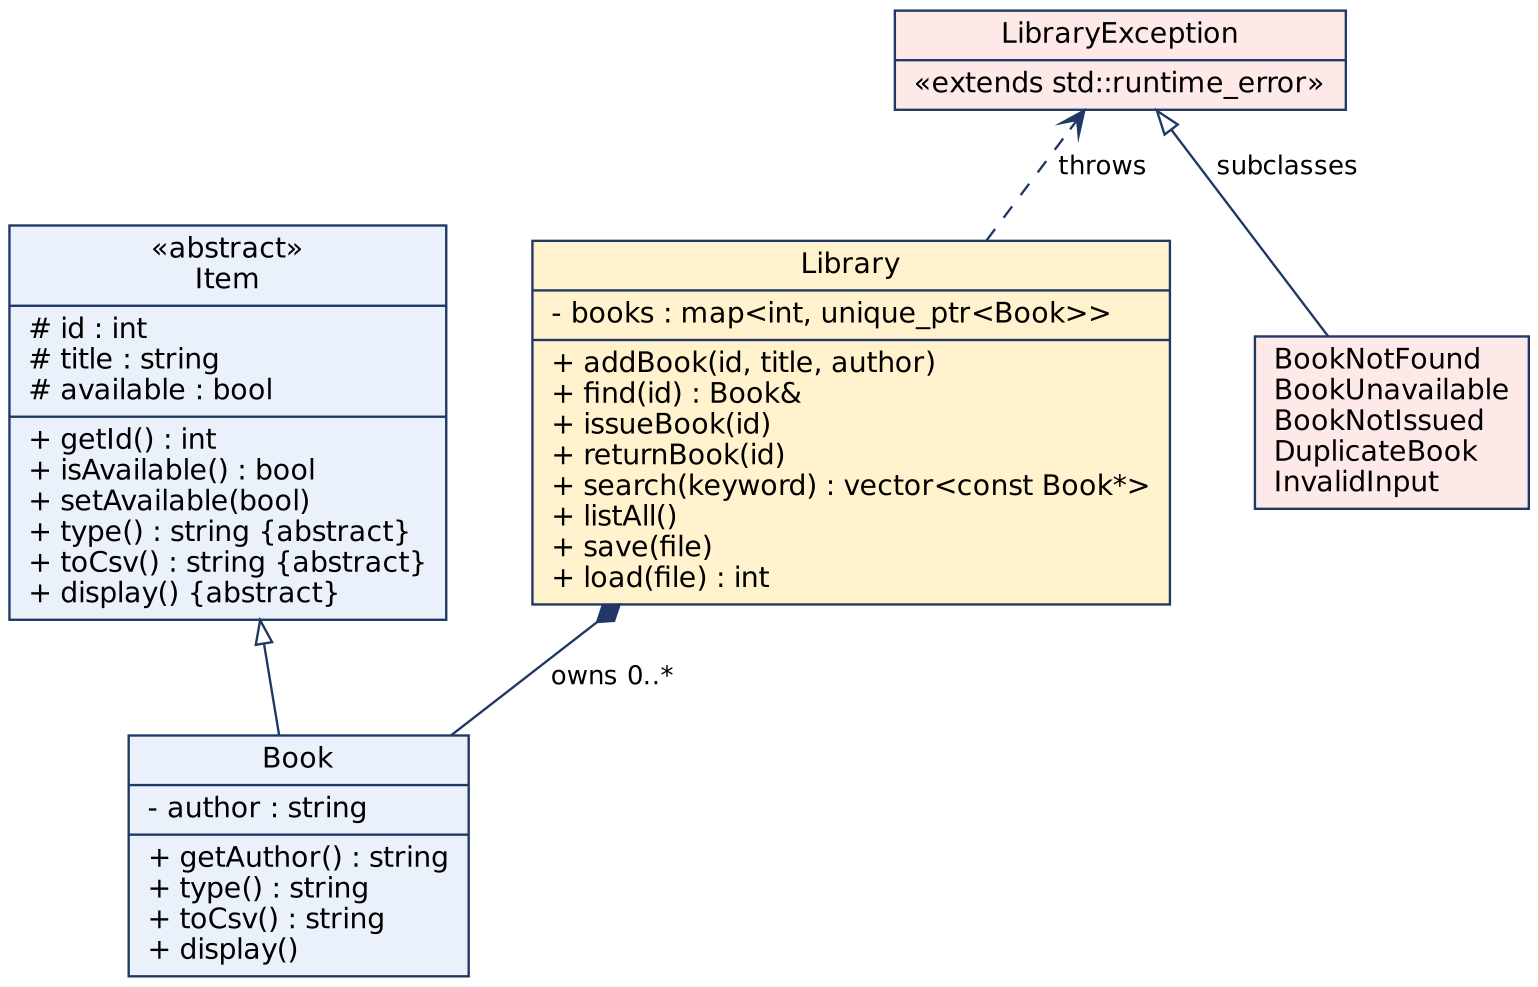 LibraryException
«extends std::runtime_error»
throws
subclasses
«abstract»
Item
# id : int
# title : string
# available : bool
+ getId() : int
+ isAvailable() : bool
+ setAvailable(bool)
+ type() : string {abstract}
+ toCsv() : string {abstract}
+ display() {abstract}
Library
- books : map<int, unique_ptr<Book>>
+ addBook(id, title, author)
+ find(id) : Book&
+ issueBook(id)
+ returnBook(id)
+ search(keyword) : vector<const Book*>
+ listAll()
+ save(file)
+ load(file) : int
BookNotFound
BookUnavailable
BookNotIssued
DuplicateBook
InvalidInput
owns 0..*
Book
- author : string
+ getAuthor() : string
+ type() : string
+ toCsv() : string
+ display()